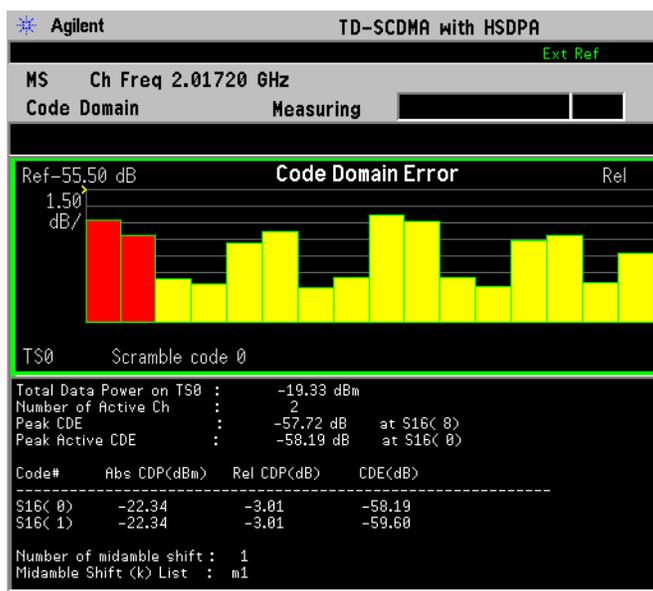 Agilent TD-SCDMA with HSDPA
Ext Ref
MS Ch Freq 2.01720 GHz
Code Domain Measuring
Ref-55.50 dB Code Domain Error Rel
1.50
dB/
TS0 Scramble code 0
Total Data Power on TS0 : -19.33 dBm
Number of Active Ch : 2
Peak CDE : -57.72 dB at S16( 8)
Peak Active CDE : -58.19 dB at S16( 0)
Code# Abs CDP(dBm) Rel CDP(dB) CDE(dB)
S16( 0) -22.34 -3.01 -58.19
S16( 1) -22.34 -3.01 -59.60
Number of midamble shift : 1
Midamble Shift (k) List : m1